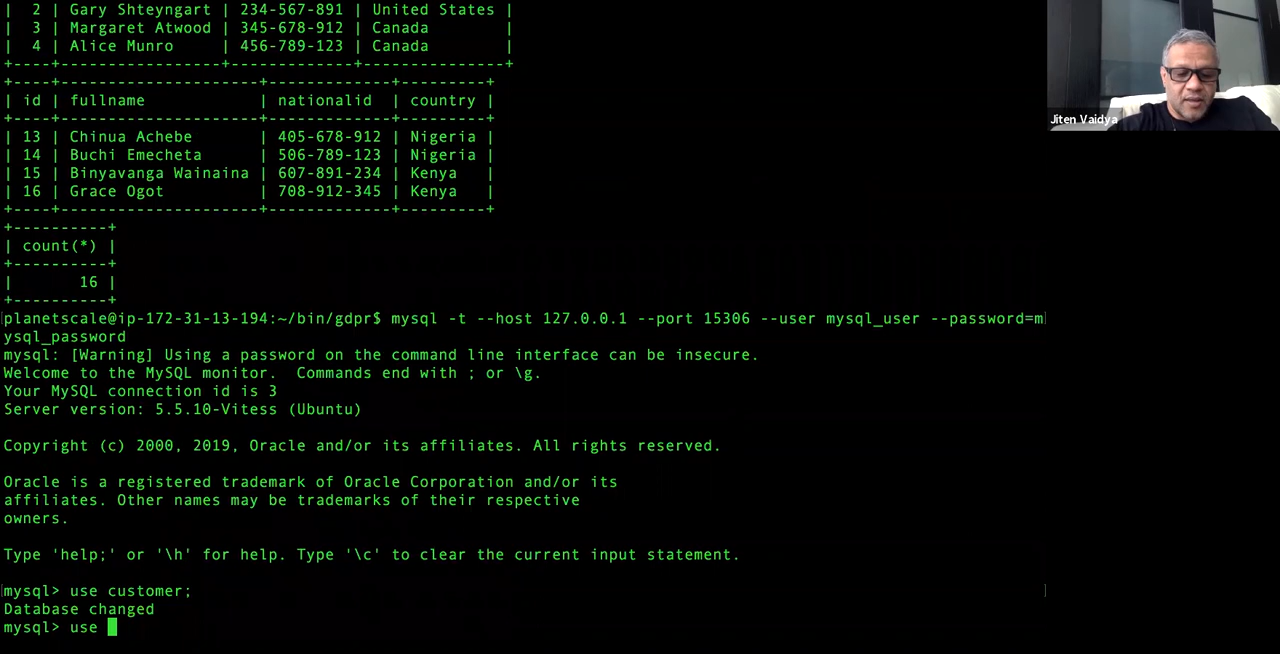 |  2 | Gary Shteyngart | 234-567-891 | United States |
|  3 | Margaret Atwood | 345-678-912 | Canada        |
|  4 | Alice Munro     | 456-789-123 | Canada        |
+----+-----------------+-------------+---------------+
+----+--------------------+-------------+---------+
| id | fullname           | nationalid  | country |
+----+--------------------+-------------+---------+
| 13 | Chinua Achebe      | 405-678-912 | Nigeria |
| 14 | Buchi Emecheta     | 506-789-123 | Nigeria |
| 15 | Binyavanga Wainaina | 607-891-234 | Kenya   |
| 16 | Grace Ogot         | 708-912-345 | Kenya   |
+----+--------------------+-------------+---------+
+----------+
| count(*) |
+----------+
|       16 |
+----------+
planetscale@ip-172-31-13-194:~/bin/gdpr$ mysql -t --host 127.0.0.1 --port 15306 --user mysql_user --password=m
ysql_password
mysql: [Warning] Using a password on the command line interface can be insecure.
Welcome to the MySQL monitor.  Commands end with ; or \g.
Your MySQL connection id is 3
Server version: 5.5.10-Vitess (Ubuntu)
Copyright (c) 2000, 2019, Oracle and/or its affiliates. All rights reserved.
Oracle is a registered trademark of Oracle Corporation and/or its
affiliates. Other names may be trademarks of their respective
owners.
Type 'help;' or '\h' for help. Type '\c' to clear the current input statement.
mysql> use customer;
Database changed
mysql> use
Jiten Vaidya